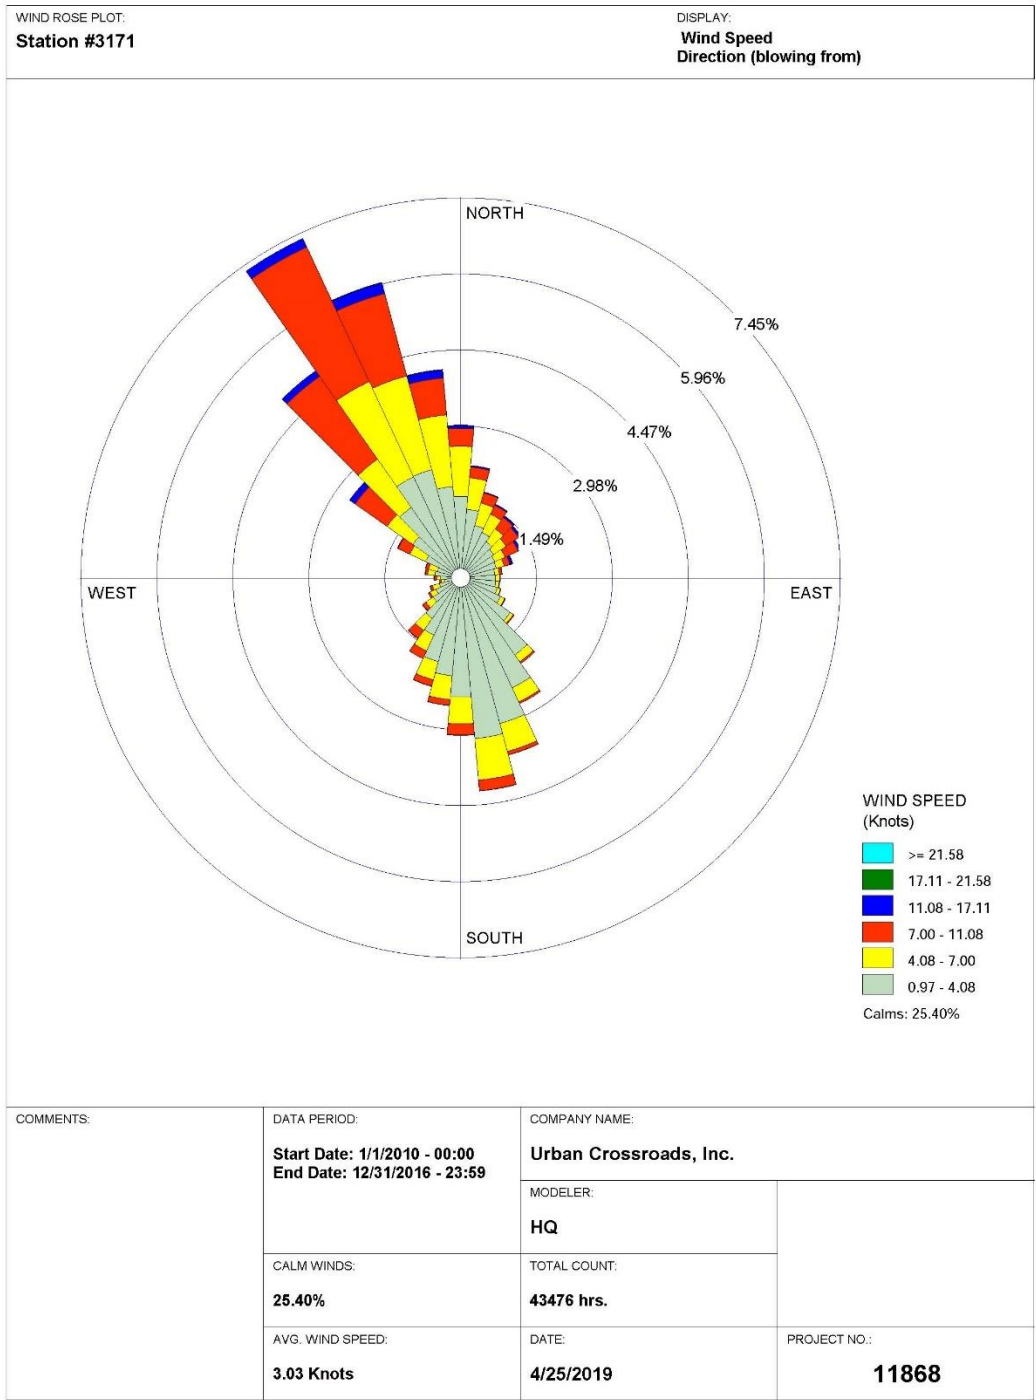 WIND ROSE PLOT:
Station #3171
DISPLAY:
Wind Speed
Direction (blowing from)
NORTH
7.45%
5.96%
4.47%
2.98%
1.49%
WEST
EAST
SOUTH
WIND SPEED
(Knots)
>= 21.58
17.11 - 21.58
11.08 - 17.11
7.00 - 11.08
4.08 - 7.00
0.97 - 4.08
Calms: 25.40%
COMMENTS:
DATA PERIOD:
Start Date: 1/1/2010 - 00:00
End Date: 12/31/2016 - 23:59
COMPANY NAME:
Urban Crossroads, Inc.
MODELER:
HQ
CALM WINDS:
25.40%
TOTAL COUNT:
43476 hrs.
AVG. WIND SPEED:
3.03 Knots
DATE:
4/25/2019
PROJECT NO.:
11868